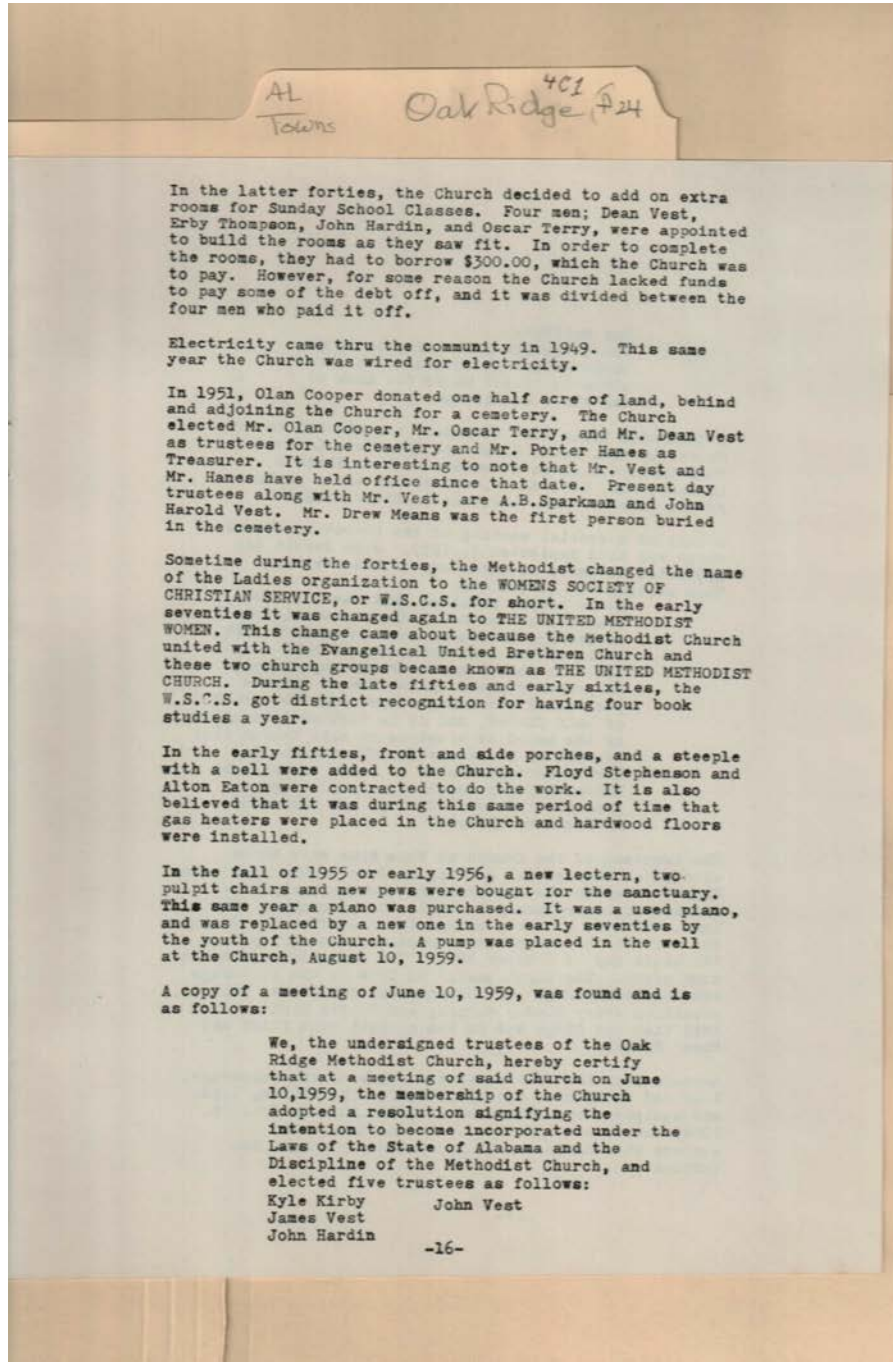 AL
Towns
Oak Ridge, #24
4C1
In the latter forties, the Church decided to add on extra
rooms for Sunday School Classes. Four men; Dean Vest,
Erby Thompson, John Hardin, and Oscar Terry, were appointed
to build the rooms as they saw fit. In order to complete
the rooms, they had to borrow $300.00, which the Church was
to pay. However, for some reason the Church lacked funds
to pay some of the debt off, and it was divided between the
four men who paid it off.
Electricity came thru the community in 1949. This same
year the Church was wired for electricity.
In 1951, Olan Cooper donated one half acre of land, behind
and adjoining the Church for a cemetery. The Church
elected Mr. Olan Cooper, Mr. Oscar Terry, and Mr. Dean Vest
as trustees for the cemetery and Mr. Porter Hanes as
Treasurer. It is interesting to note that Mr. Vest and
Mr. Hanes have held office since that date. Present day
trustees along with Mr. Vest, are A.B.Sparkman and John
Harold Vest. Mr. Drew Means was the first person buried
in the cemetery.
Sometime during the forties, the Methodist changed the name
of the Ladies organization to the WOMENS SOCIETY OF
CHRISTIAN SERVICE, or W.S.C.S. for short. In the early
seventies it was changed again to THE UNITED METHODIST
WOMEN. This change came about because the Methodist Church
united with the Evangelical United Brethren Church and
these two church groups became known as THE UNITED METHODIST
CHURCH. During the late fifties and early sixties, the
W.S.C.S. got district recognition for having four book
studies a year.
In the early fifties, front and side porches, and a steeple
with a bell were added to the Church. Floyd Stephenson and
Alton Eaton were contracted to do the work. It is also
believed that it was during this same period of time that
gas heaters were placed in the Church and hardwood floors
were installed.
In the fall of 1955 or early 1956, a new lectern, two
pulpit chairs and new pews were bought for the sanctuary.
This same year a piano was purchased. It was a used piano,
and was replaced by a new one in the early seventies by
the youth of the Church. A pump was placed in the well
at the Church, August 10, 1959.
A copy of a meeting of June 10, 1959, was found and is
as follows:
We, the undersigned trustees of the Oak
Ridge Methodist Church, hereby certify
that at a meeting of said Church on June
10,1959, the membership of the Church
adopted a resolution signifying the
intention to become incorporated under the
Laws of the State of Alabama and the
Discipline of the Methodist Church, and
elected five trustees as follows:
Kyle Kirby John Vest
James Vest
John Hardin
-16-